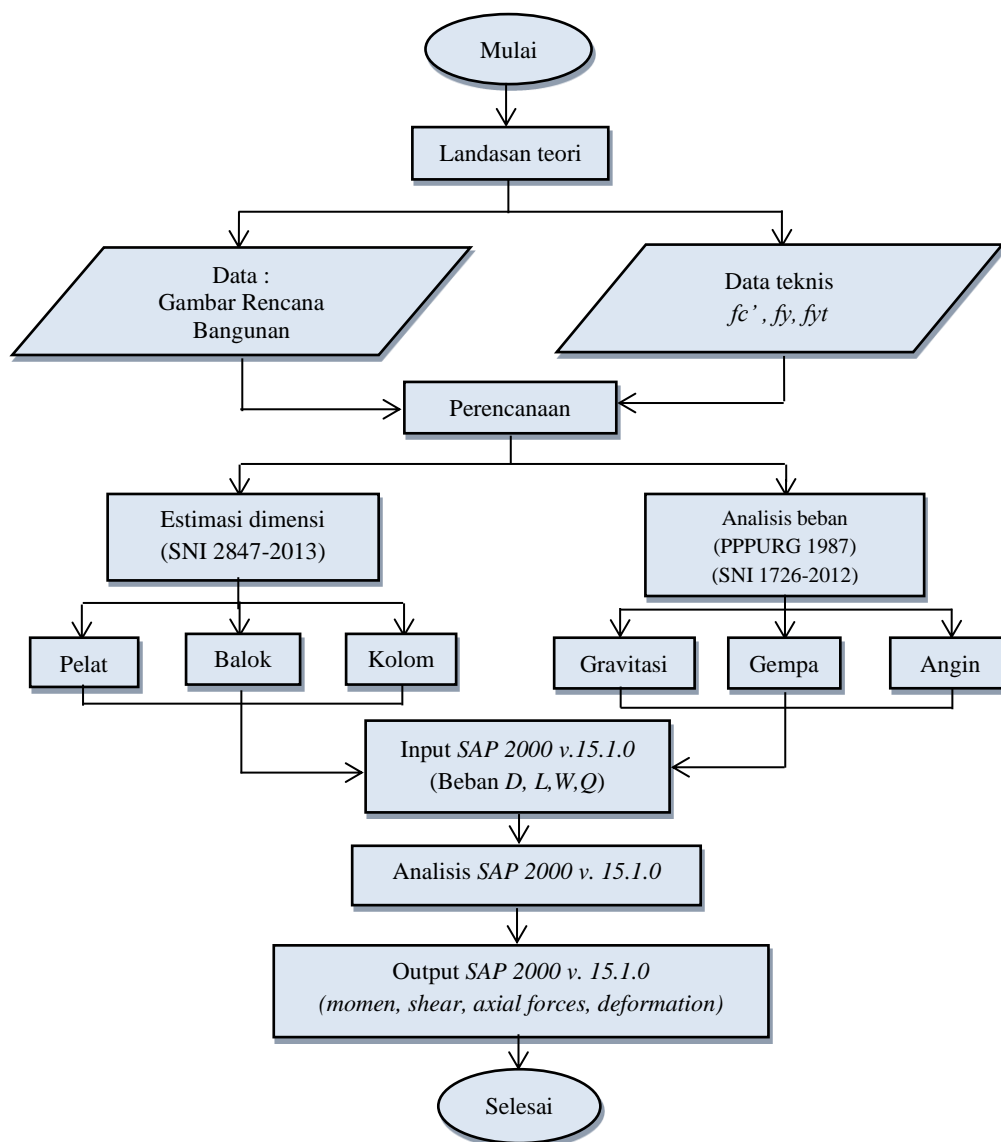 Mulai
Landasan teori
Data :
Gambar Rencana
Bangunan
Data teknis
fc' , fy, fyt
Perencanaan
Estimasi dimensi
(SNI 2847-2013)
Analisis beban
(PPPURG 1987)
(SNI 1726-2012)
Pelat
Balok
Kolom
Gravitasi
Gempa
Angin
Input SAP 2000 v.15.1.0
(Beban D, L,W,Q)
Analisis SAP 2000 v. 15.1.0
Output SAP 2000 v. 15.1.0
(momen, shear, axial forces, deformation)
Selesai